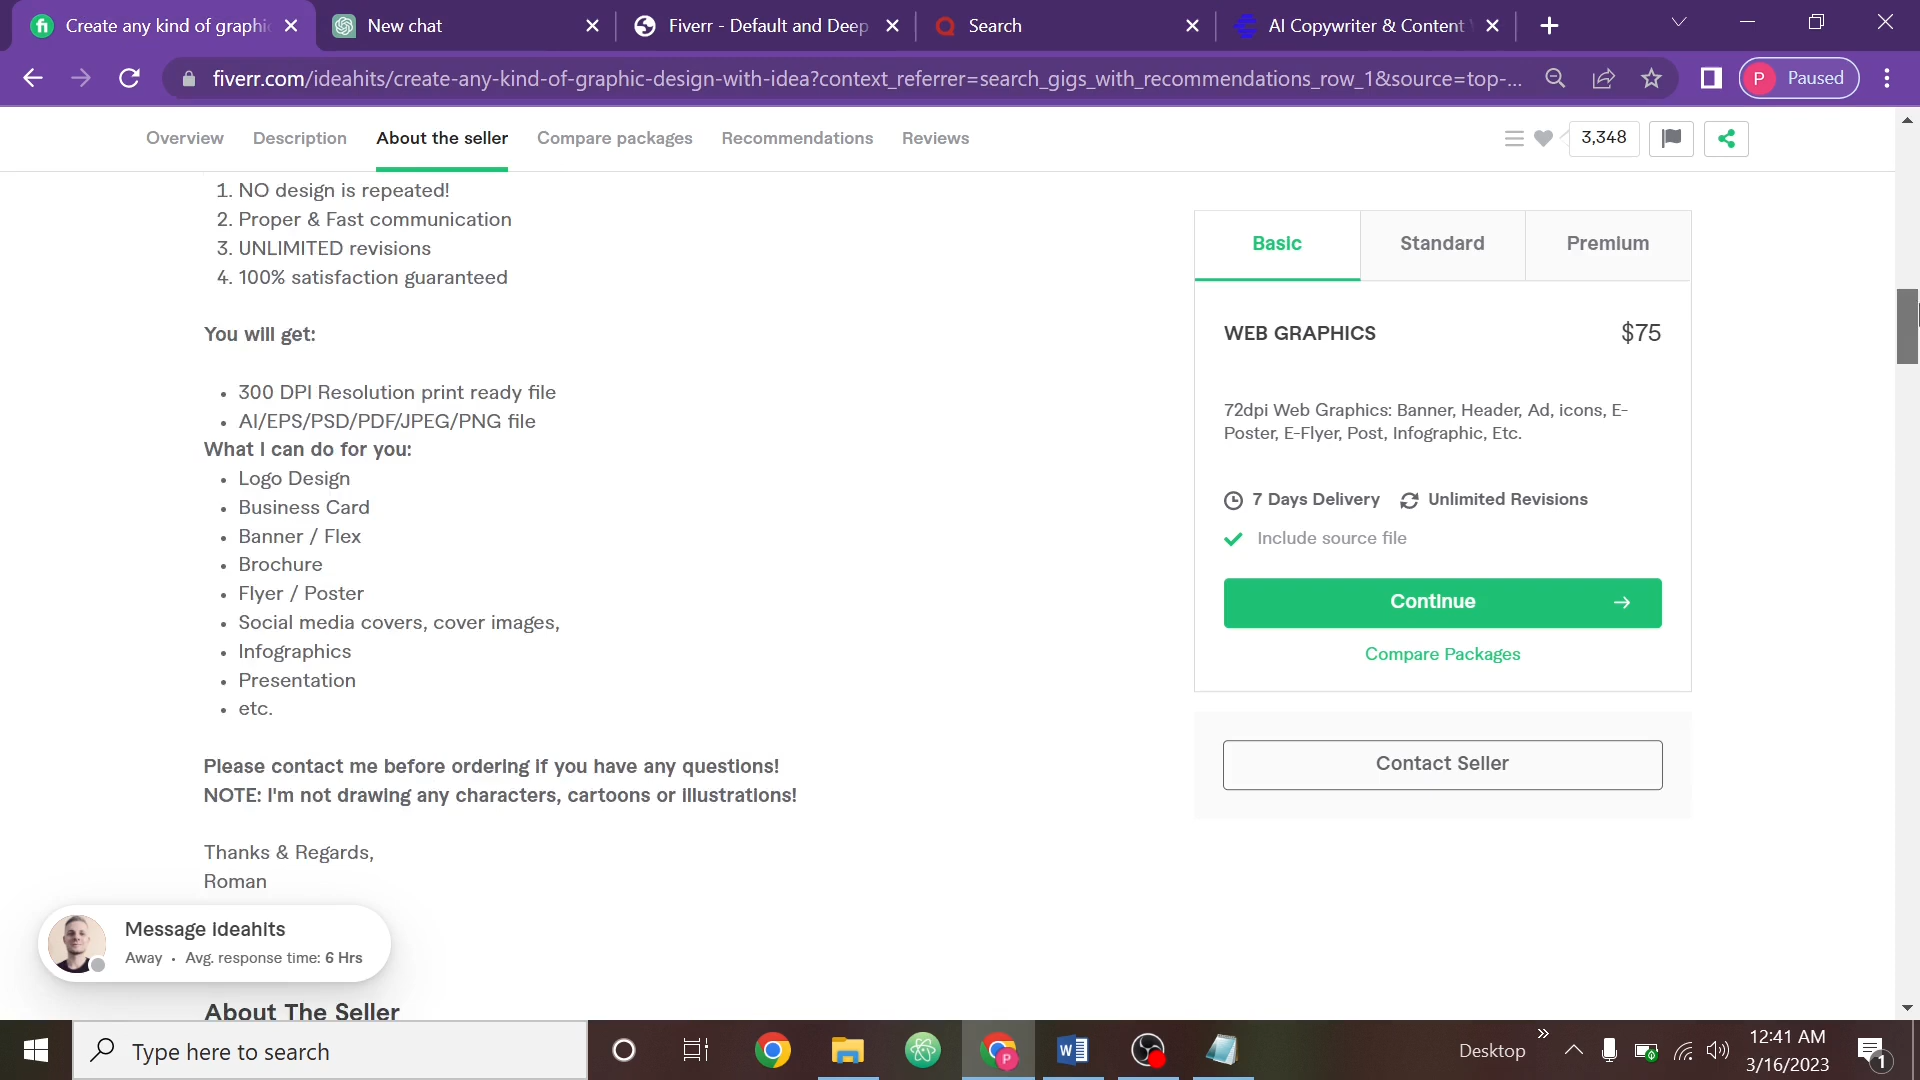 Create any kind of graphi
New chat
Fiverr - Default and Deep
Search
AI Copywriter & Content
fiverr.com/ideahits/create-any-kind-of-graphic-design-with-idea?context_referrer=search_gigs_with_recommendations_row_1&source=top-...
P
Paused
Overview
Description
About the seller
Compare packages
Recommendations
Reviews
3,348
1. NO design is repeated!
2. Proper & Fast communication
3. UNLIMITED revisions
4. 100% satisfaction guaranteed
You will get:
• 300 DPI Resolution print ready file
• AI/EPS/PSD/PDF/JPEG/PNG file
What I can do for you:
• Logo Design
• Business Card
• Banner / Flex
• Brochure
• Flyer / Poster
• Social media covers, cover images,
• Infographics
• Presentation
• etc.
Please contact me before ordering if you have any questions!
NOTE: I'm not drawing any characters, cartoons or illustrations!
Thanks & Regards,
Roman
Message ideahits
Away • Avg. response time: 6 Hrs
About The Seller
Basic
Standard
Premium
WEB GRAPHICS
$75
72dpi Web Graphics: Banner, Header, Ad, icons, E-
Poster, E-Flyer, Post, Infographic, Etc.
7 Days Delivery
Unlimited Revisions
Include source file
Continue
Compare Packages
Contact Seller
Type here to search
Desktop
12:41 AM
3/16/2023
1